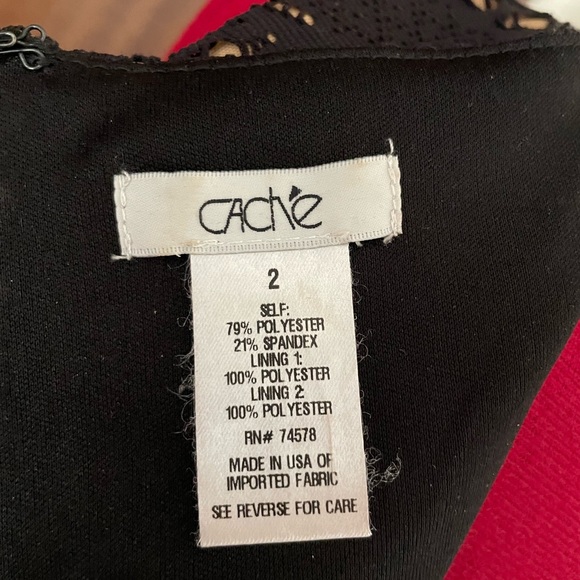 CAché
2
SELF:
79% POLYESTER
21% SPANDEX
LINING 1:
100% POLYESTER
LINING 2:
100% POLYESTER
RN# 74578
MADE IN USA OF
IMPORTED FABRIC
SEE REVERSE FOR CARE